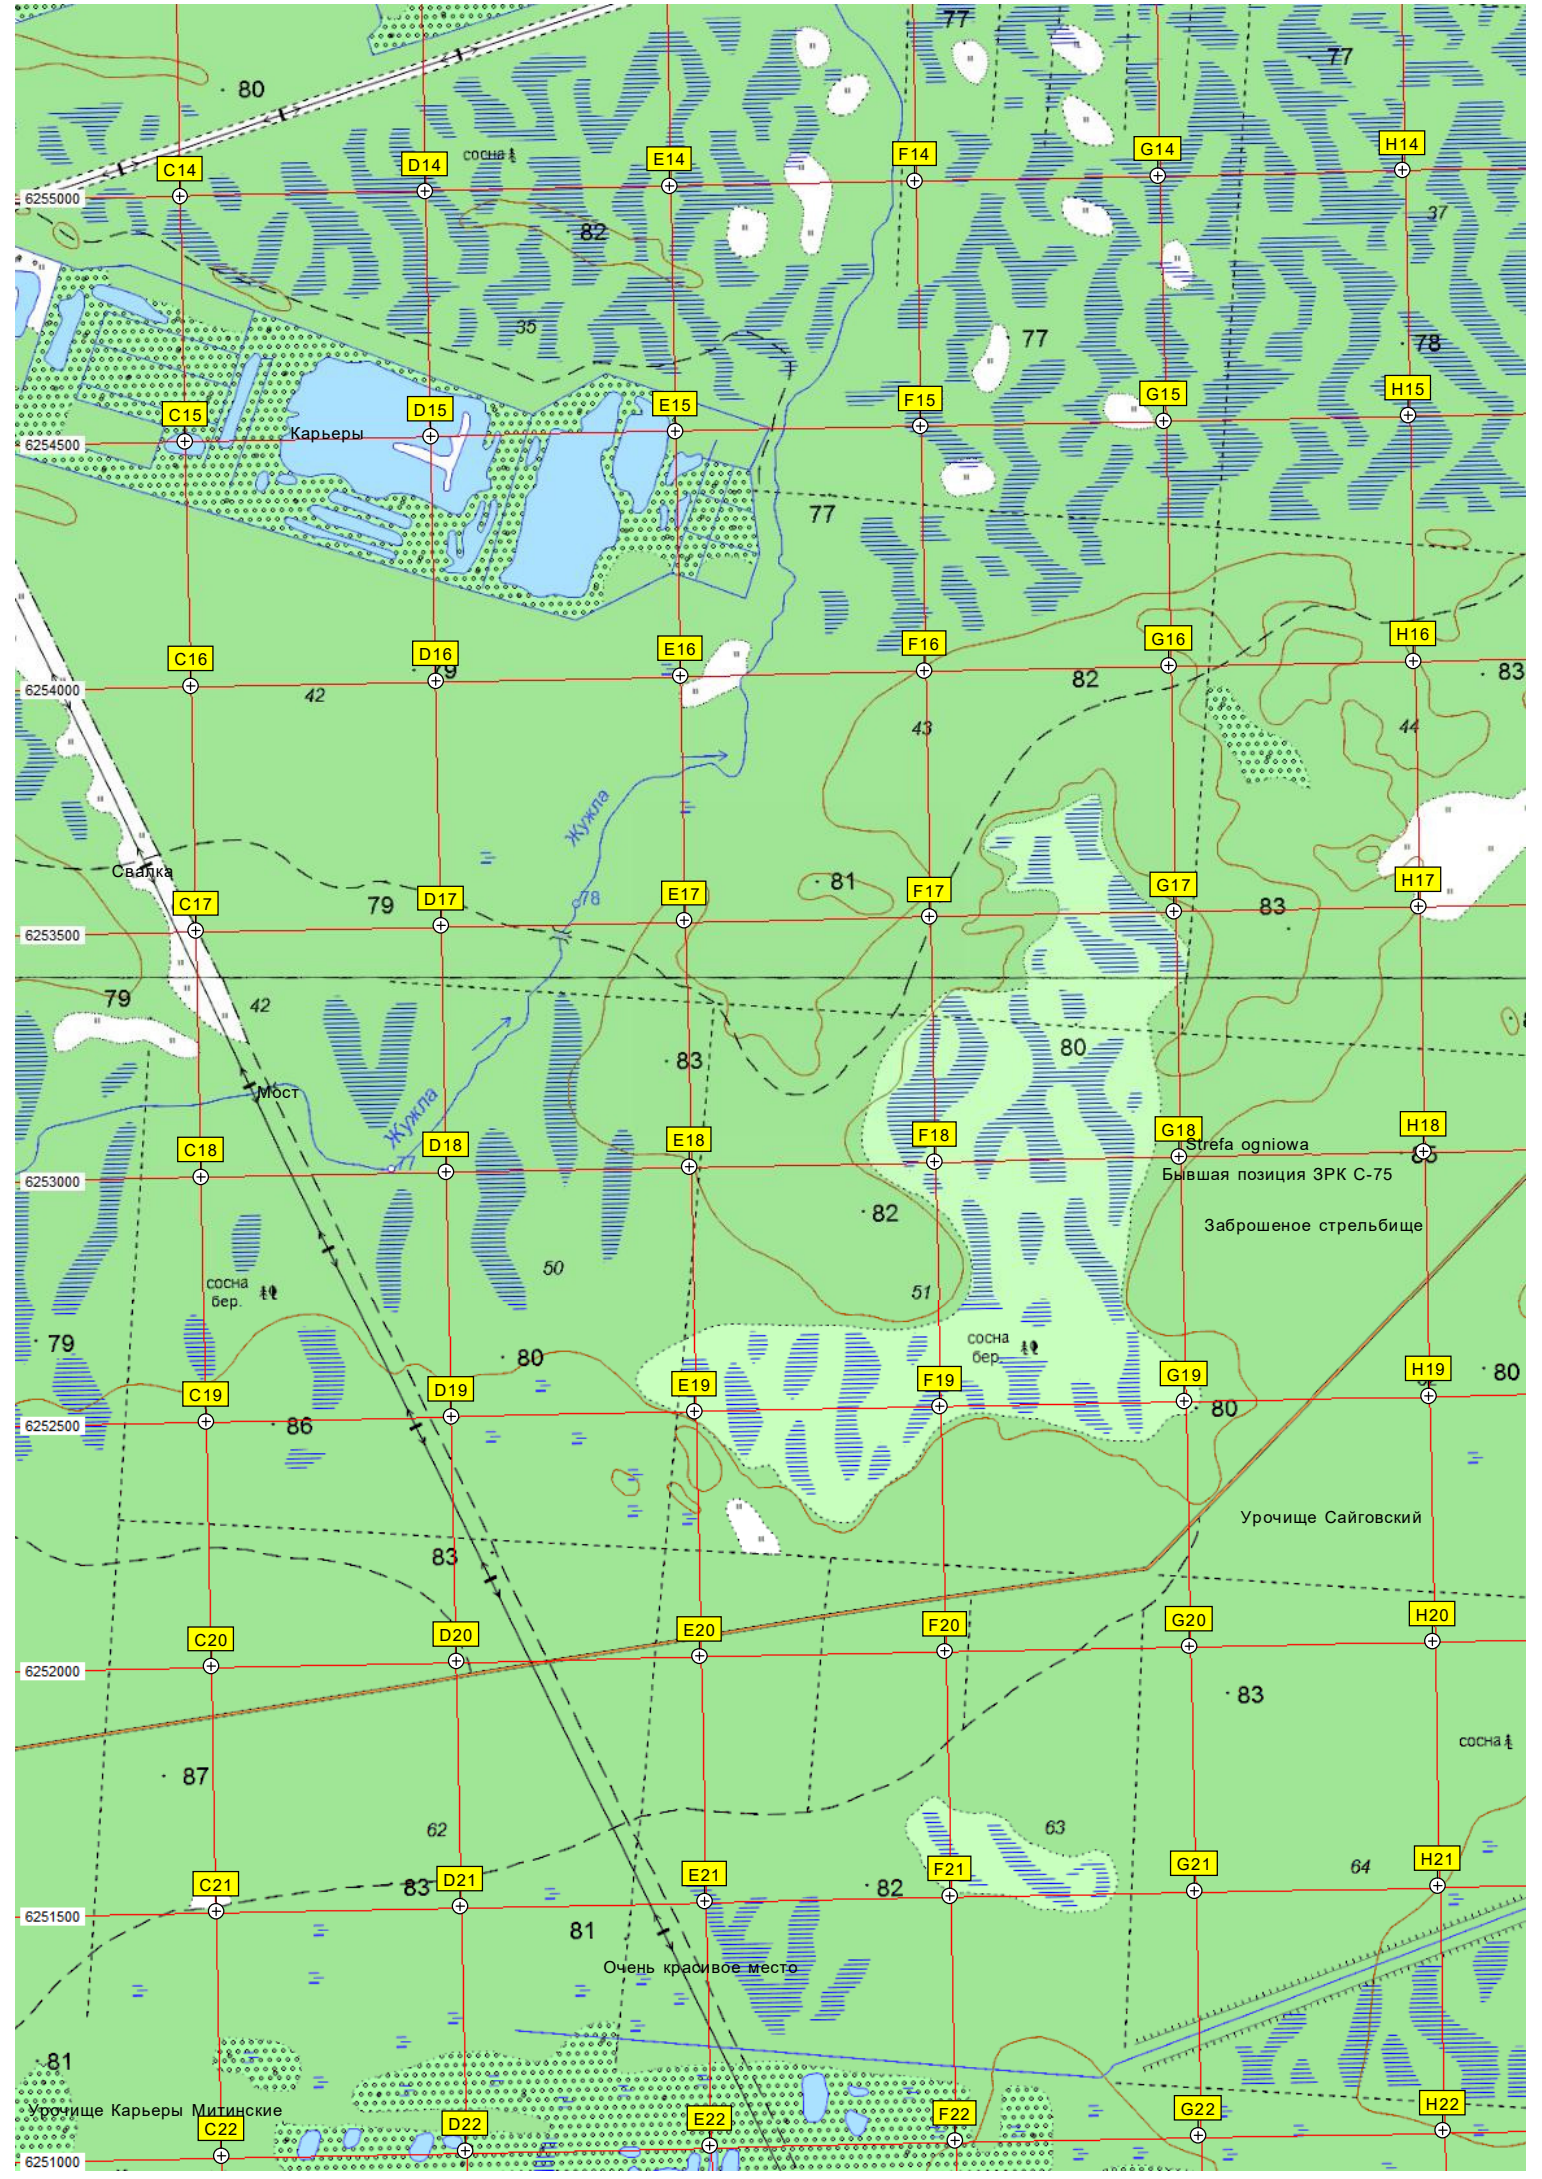 77
77
80
C14
D14
сосна
E14
F14
G14
H14
6255000
82
37
35
77
78
C15
D15
E15
F15
G15
H15
Карьеры
6254500
77
C16
D16
E16
F16
G16
H16
79
6254000
42
82
83
43
44
Жужла
Свалка
C17
79
D17
78
E17
81
F17
G17
83
H17
6253500
79
42
83
80
Мост
Жужла
C18
D18
77
E18
F18
G18
H18
Strefa ogniowa
85
6253000
Бывшая позиция ЗРК С-75
82
Заброшеное стрельбище
50
51
сосна
бер.
79
80
сосна
бер.
80
C19
D19
E19
F19
G19
H19
80
6252500
86
Урочище Сайговский
83
C20
D20
E20
F20
G20
H20
6252000
83
сосна
87
62
63
64
C21
83
D21
E21
82
F21
G21
H21
6251500
81
Очень красивое место
81
Урочище Карьеры Митинские
C22
D22
E22
F22
G22
H22
6251000